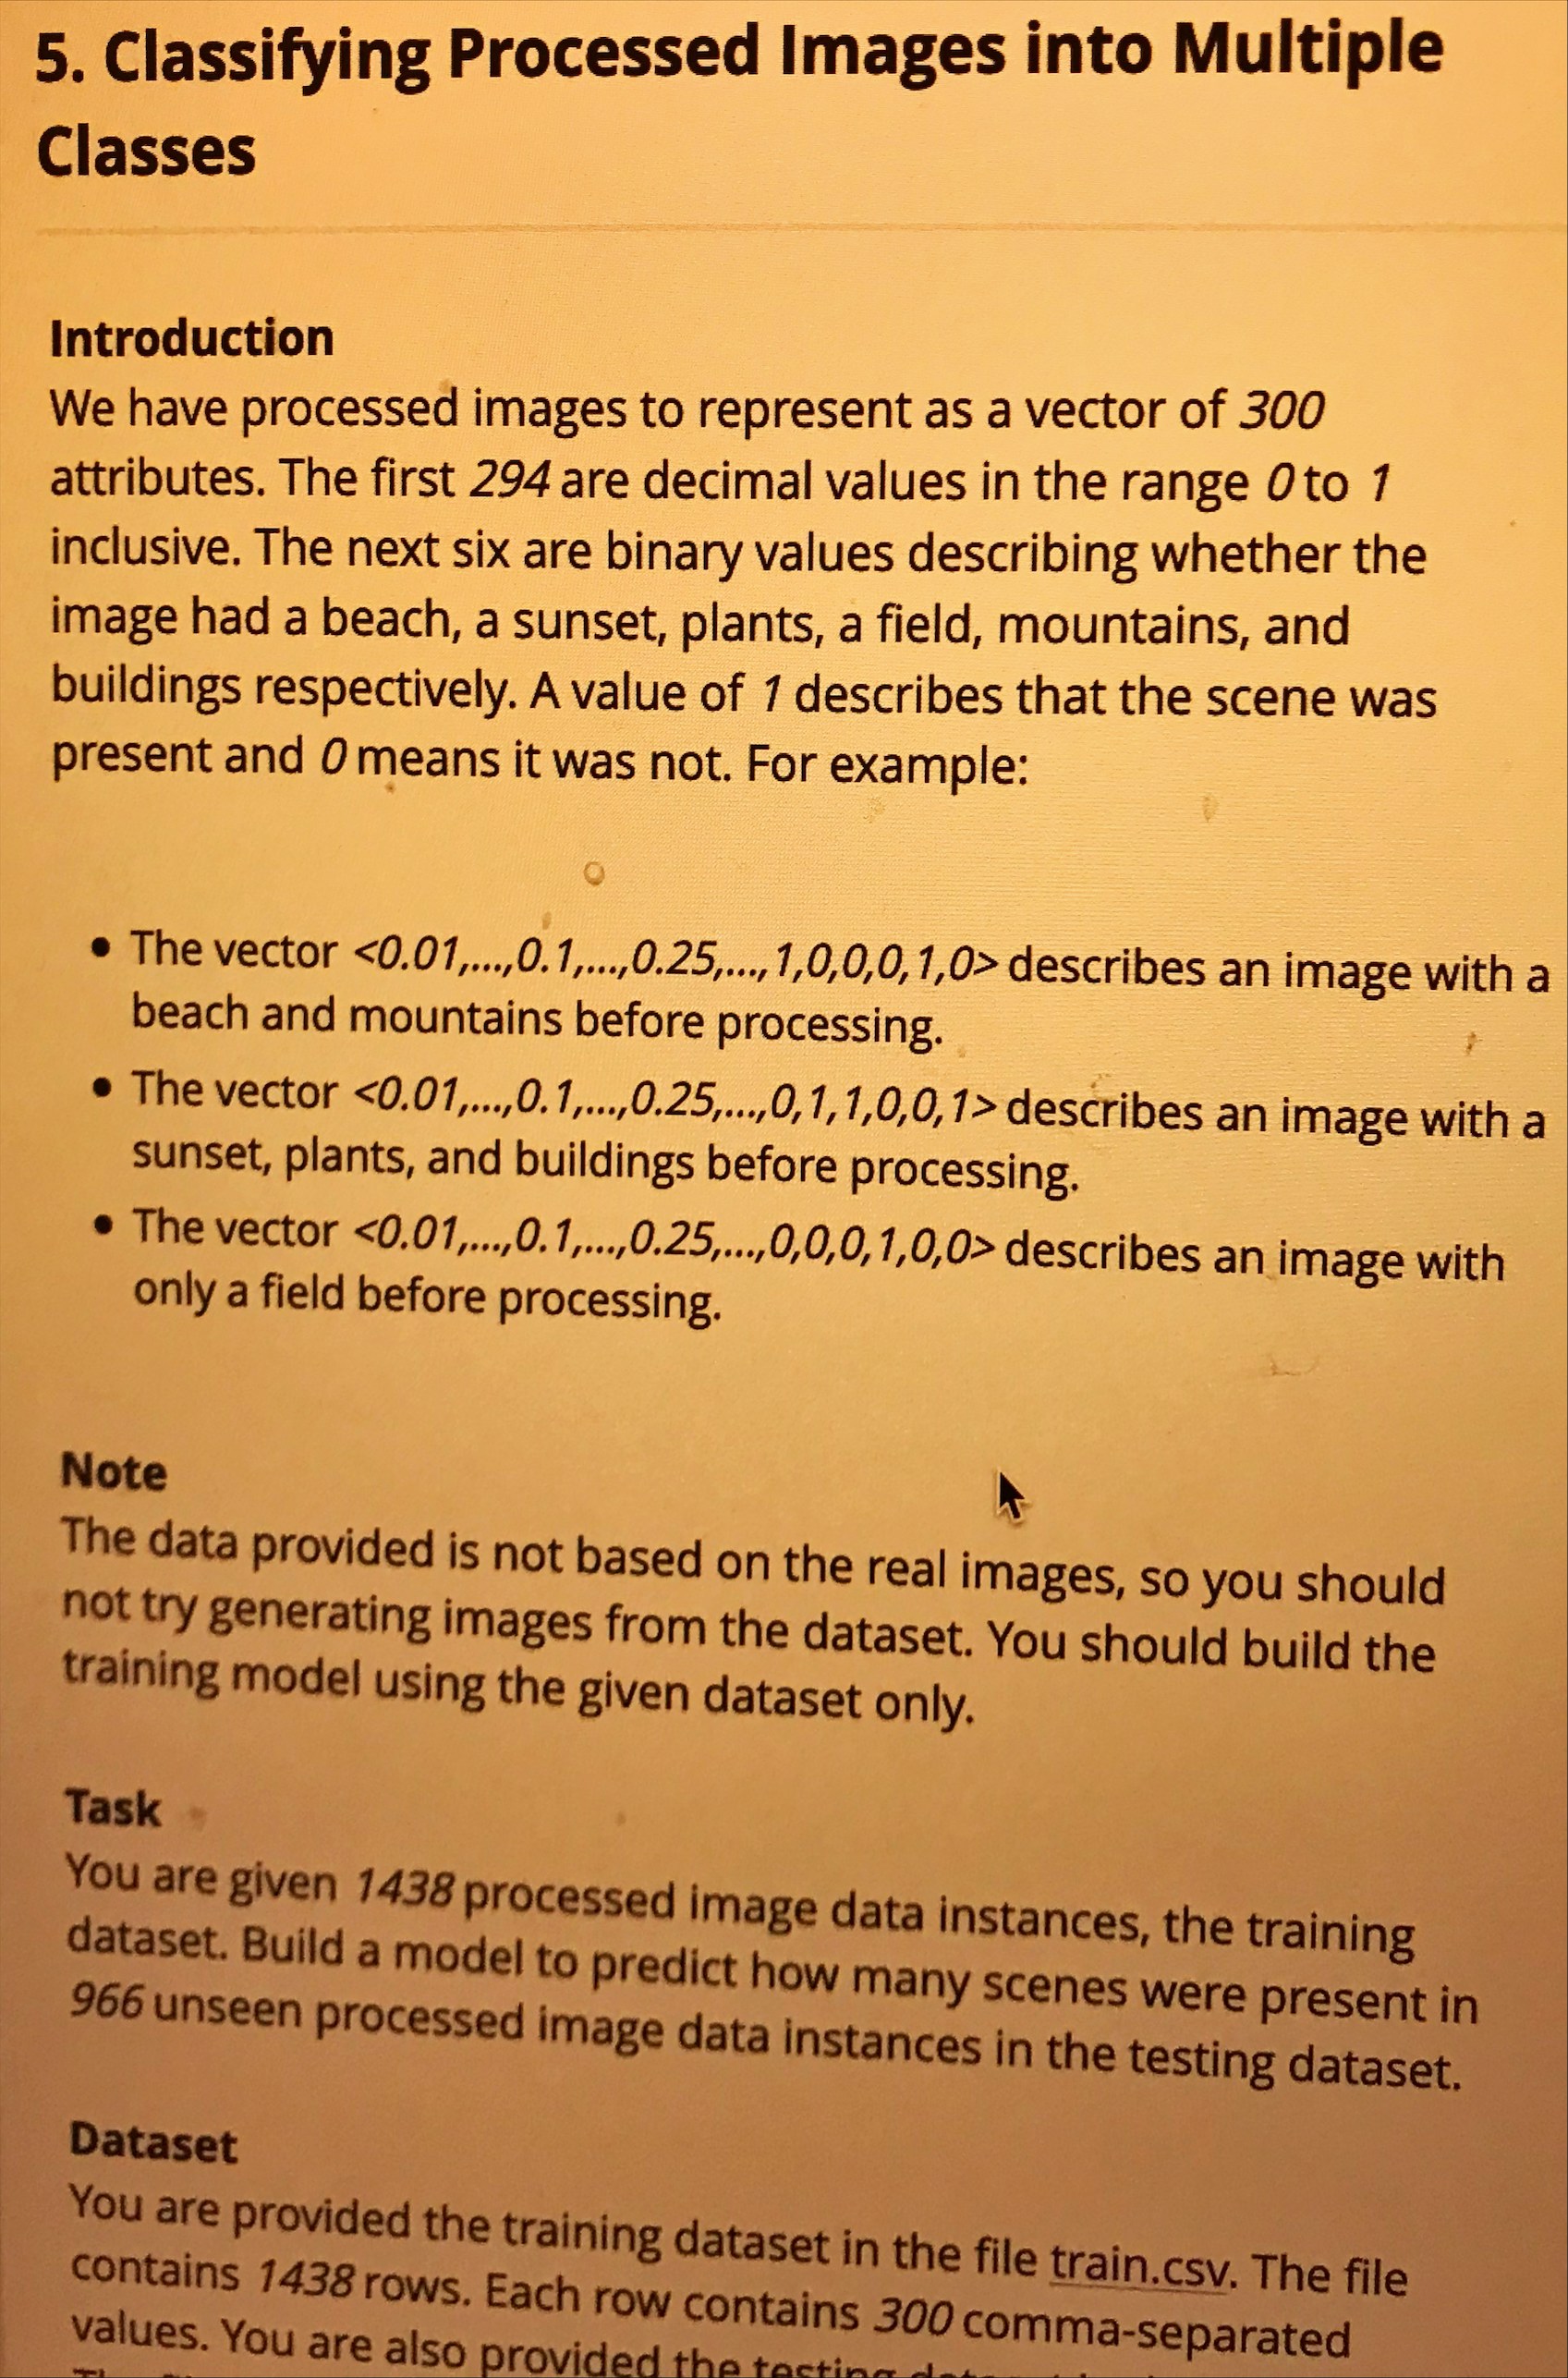 5. Classifying Processed Images into Multiple
Classes
Introduction
We have processed images to represent as a vector of 300
attributes. The first 294 are decimal values in the range 0 to 1
inclusive. The next six are binary values describing whether the
image had a beach, a sunset, plants, a field, mountains, and
buildings respectively. A value of 1 describes that the scene was
present and 0 means it was not. For example:
• The vector <0.01,...,0.1,...,0.25,...,1,0,0,0,1,0> describes an image with a
beach and mountains before processing.
• The vector <0.01,...,0.1,...,0.25,...,0,1,1,0,0,1> describes an image with a
sunset, plants, and buildings before processing.
• The vector <0.01,...,0.1,...,0.25,...,0,0,0,1,0,0> describes an image with
only a field before processing.
Note
The data provided is not based on the real images, so you should
not try generating images from the dataset. You should build the
training model using the given dataset only.
Task
You are given 1438 processed image data instances, the training
dataset. Build a model to predict how many scenes were present in
966 unseen processed image data instances in the testing dataset.
Dataset
You are provided the training dataset in the file train.csv. The file
contains 1438 rows. Each row contains 300 comma-separated
values. You are also provided the testing